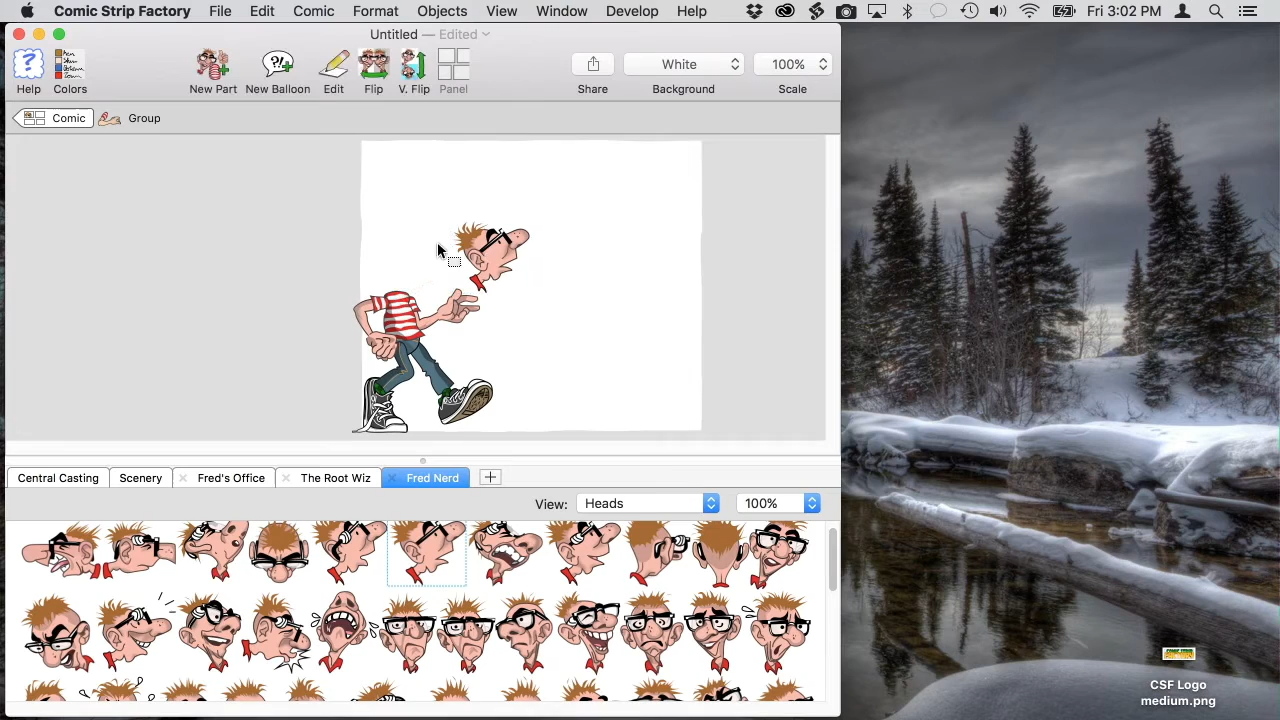 Comic Strip Factory File Edit Comic Format Objects View Window Develop Help Fri 3:02 PM
Untitled — Edited
White 100%
Help Colors New Part New Balloon Edit Flip V. Flip Panel Share Background Scale
Comic Group
Central Casting Scenery Fred's Office The Root Wiz Fred Nerd
View: Heads 100%
CSF Logo
medium.png